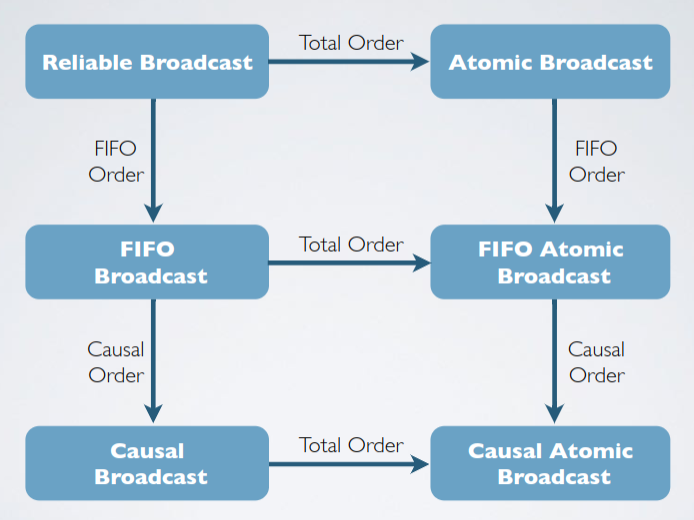 Reliable Broadcast
Total Order
Atomic Broadcast
FIFO
Order
FIFO
Order
FIFO
Broadcast
Total Order
FIFO Atomic
Broadcast
Causal
Order
Causal
Order
Causal
Broadcast
Total Order
Causal Atomic
Broadcast